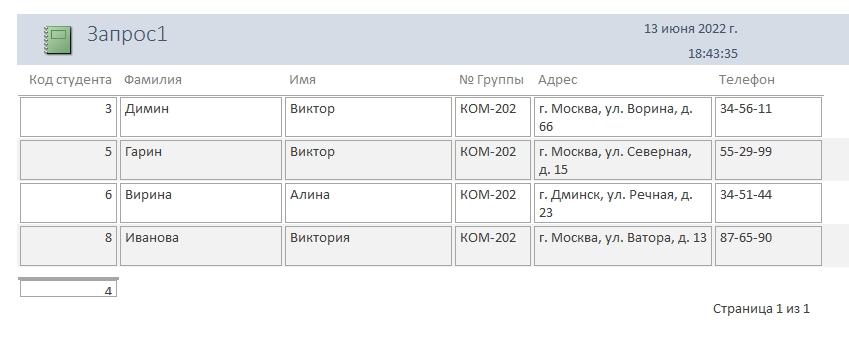 Запрос1
13 июня 2022 г.
18:43:35
Код студента Фамилия Имя № Группы Адрес Телефон
3 Димин Виктор КОМ-202 г. Москва, ул. Ворина, д. 34-56-11
66
5 Гарин Виктор КОМ-202 г. Москва, ул. Северная, 55-29-99
д. 15
6 Вирина Алина КОМ-202 г. Дминск, ул. Речная, д. 34-51-44
23
8 Иванова Виктория КОМ-202 г. Москва, ул. Ватора, д. 13 87-65-90
4
Страница 1 из 1